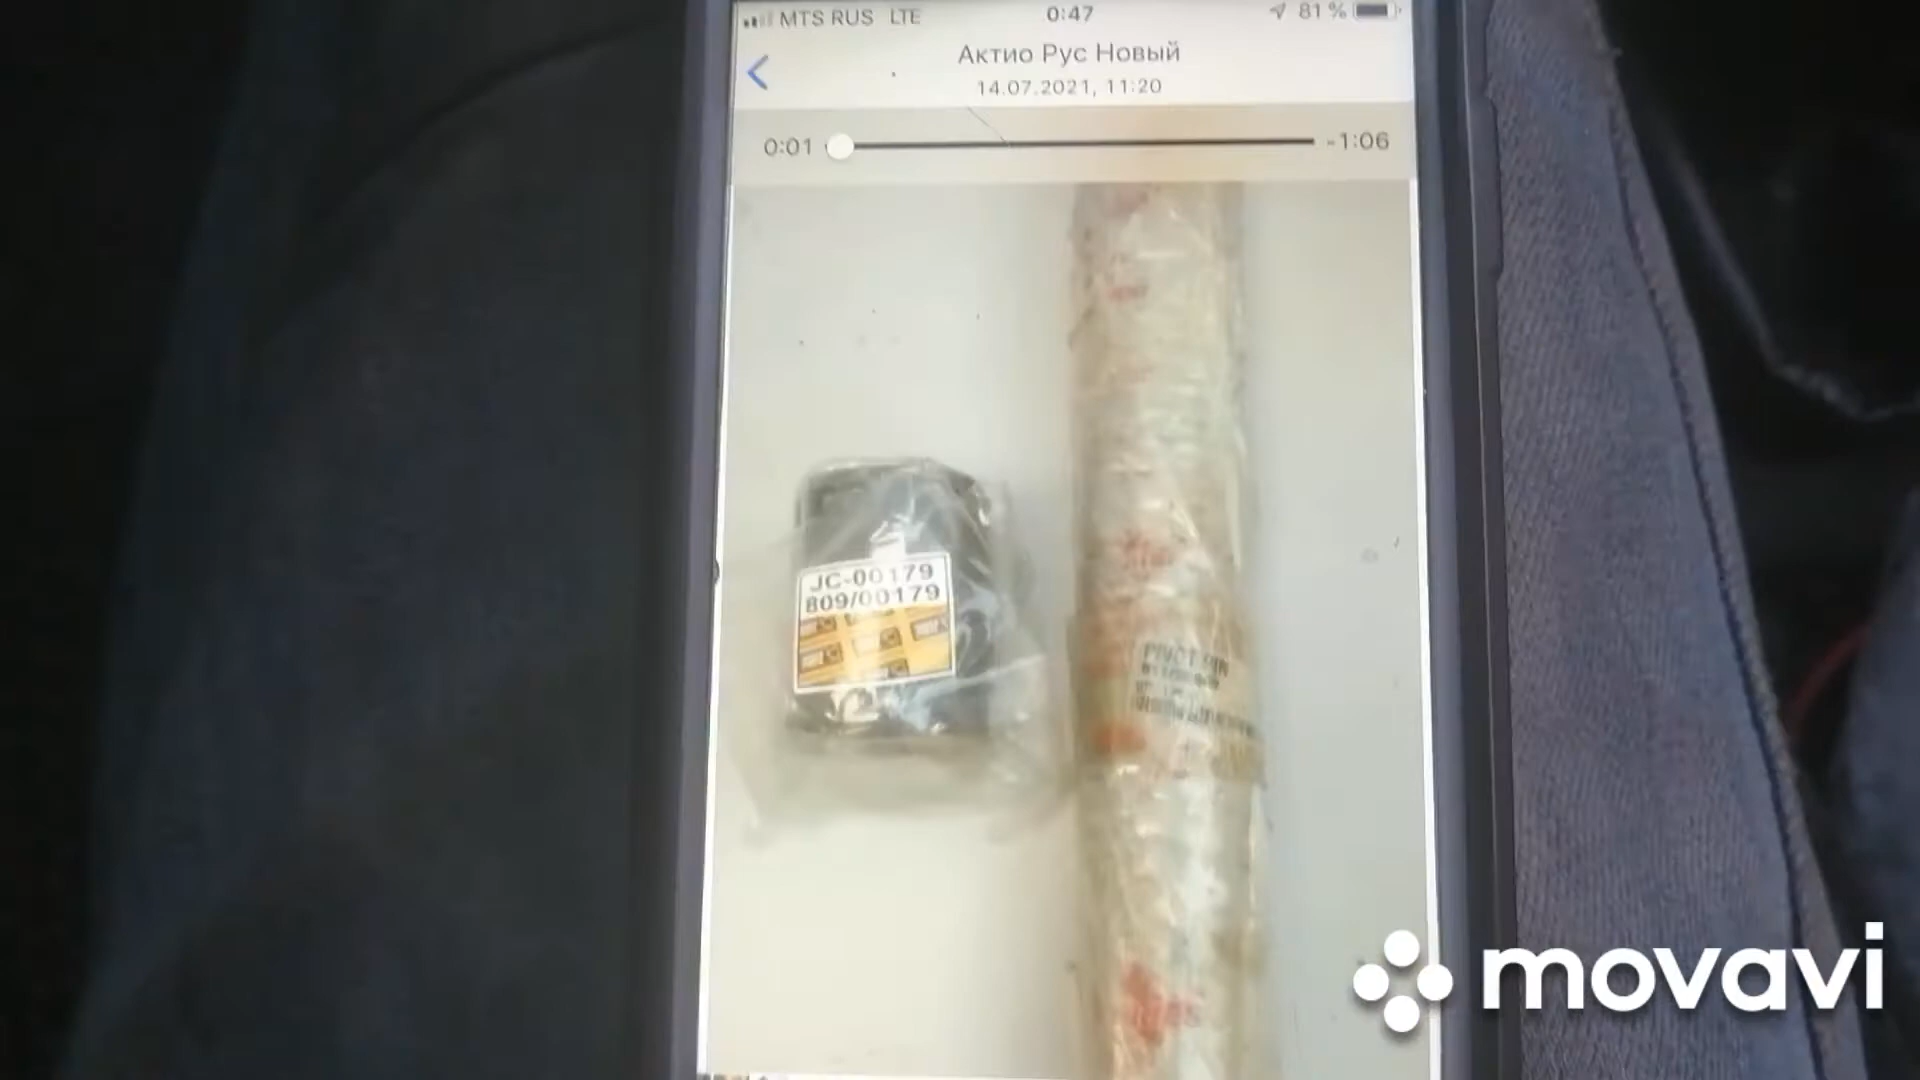 MTS RUS LTE 0:47 81 %
Актио Рус Новый
14.07.2021, 11:20
0:01 -1:06
JC-00179
809/00179
PIVOT PIN
movavi